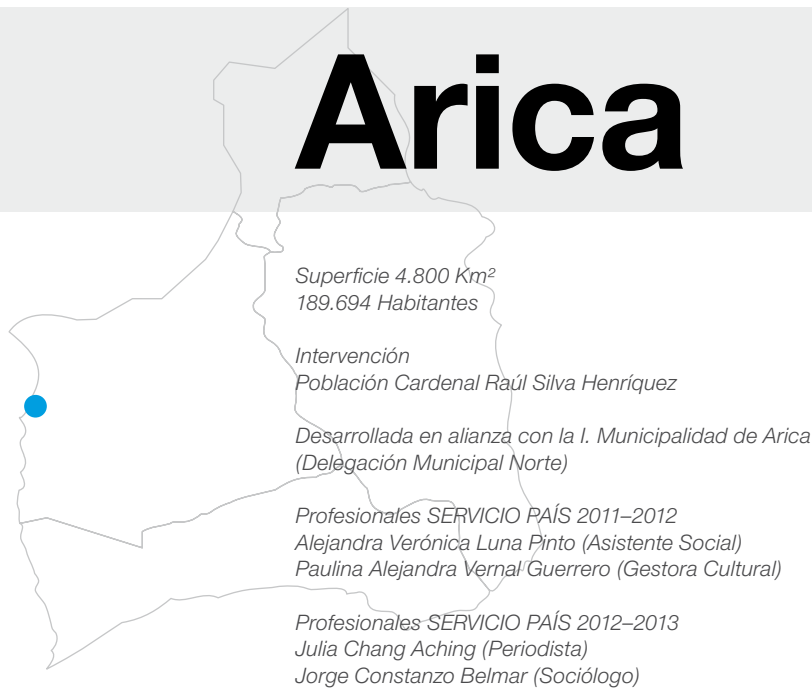 Arica
Superficie 4.800 Km²
189.694 Habitantes
Intervención
Población Cardenal Raúl Silva Henríquez
Desarrollada en alianza con la I. Municipalidad de Arica
(Delegación Municipal Norte)
Profesionales SERVICIO PAÍS 2011–2012
Alejandra Verónica Luna Pinto (Asistente Social)
Paulina Alejandra Vernal Guerrero (Gestora Cultural)
Profesionales SERVICIO PAÍS 2012–2013
Julia Chang Aching (Periodista)
Jorge Constanzo Belmar (Sociólogo)